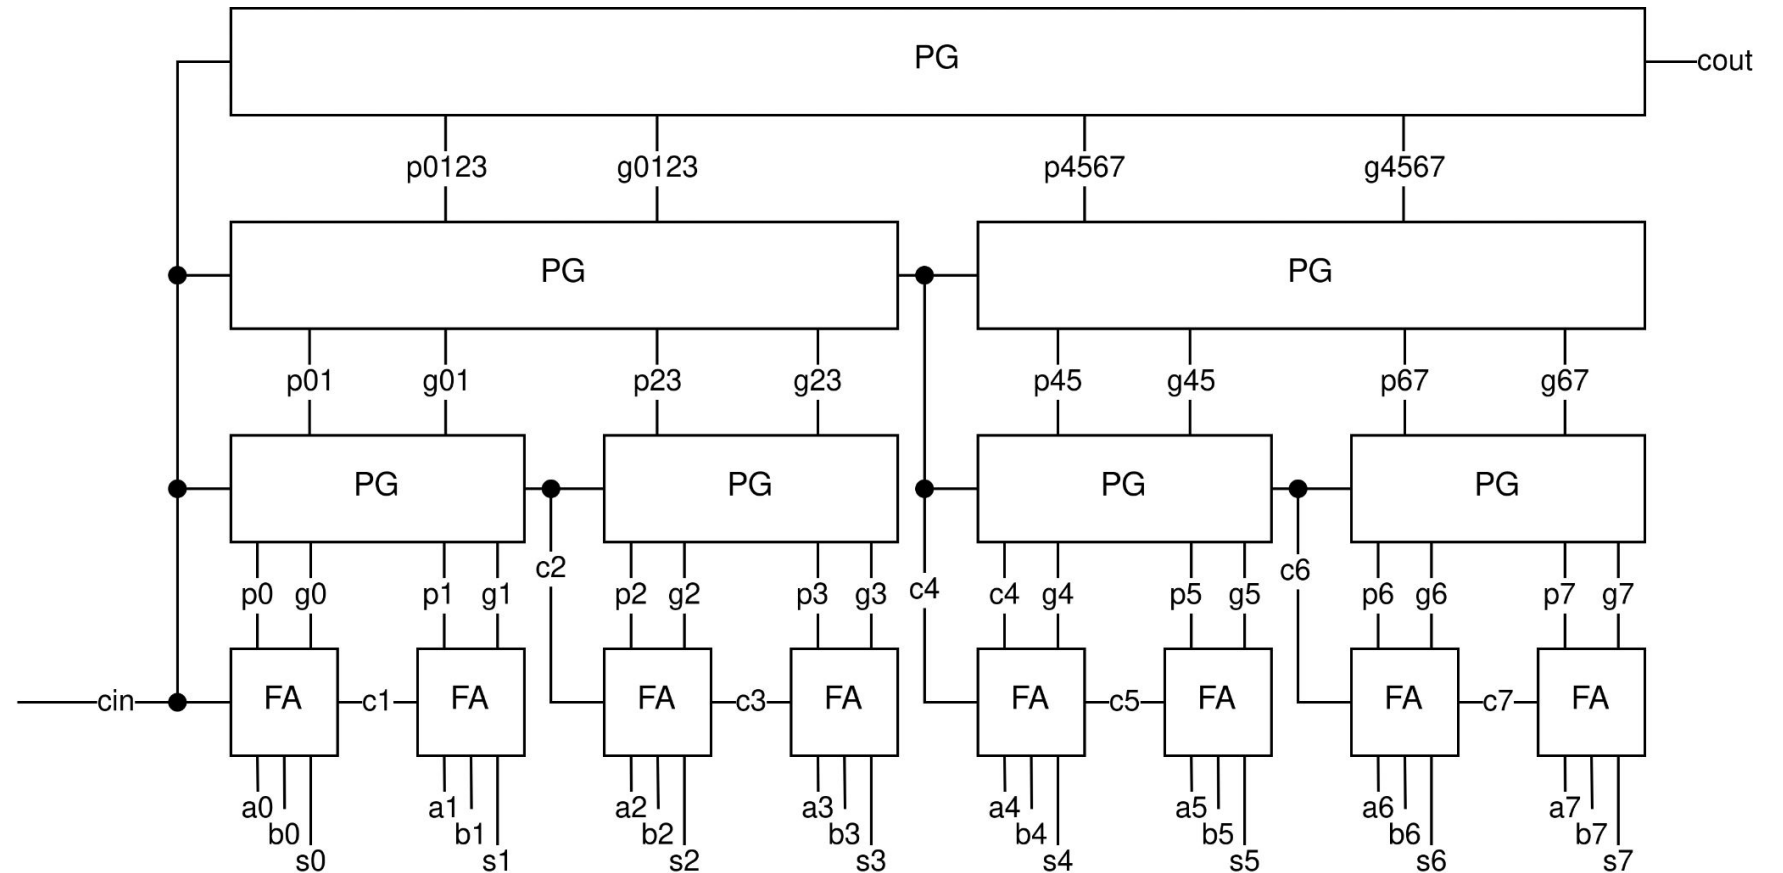 PG
cout
p0123 g0123 p4567 g4567
PG PG
p01 g01 p23 g23 p45 g45 p67 g67
PG PG PG PG
c2 c4 c6
p0 g0 p1 g1 p2 g2 p3 g3 c4 g4 p5 g5 p6 g6 p7 g7
cin FA c1 FA FA c3 FA FA c5 FA FA c7 FA
a0 a1 a2 a3 a4 a5 a6 a7
b0 b1 b2 b3 b4 b5 b6 b7
s0 s1 s2 s3 s4 s5 s6 s7